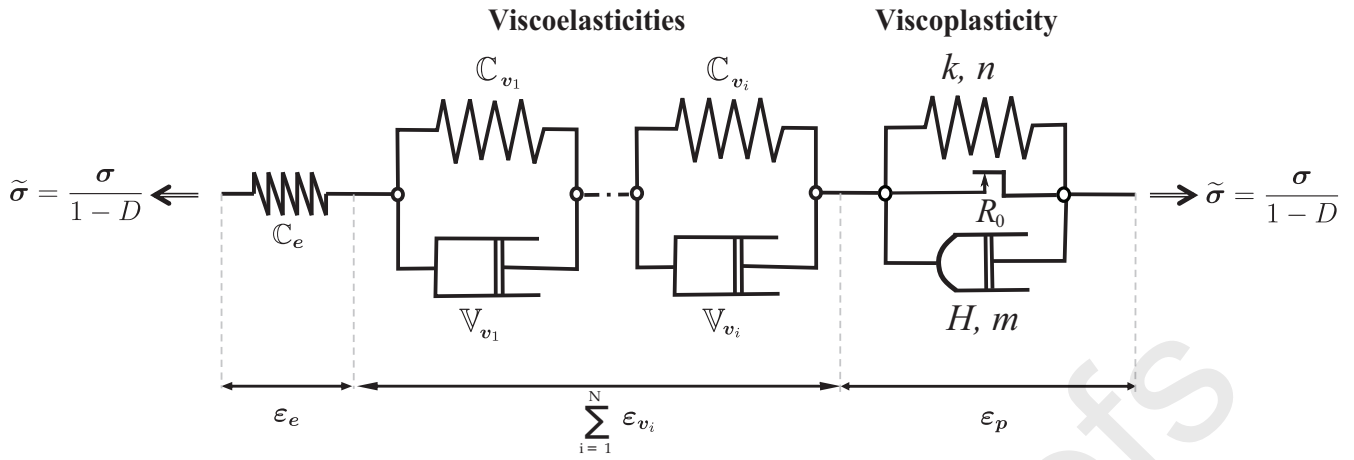 Viscoelasticities Viscoplasticity
ℂ_{v_1} ℂ_{v_i} k, n
σ̃ = σ / (1 − D) ℂ_e R_0 σ̃ = σ / (1 − D)
𝕍_{v_1} 𝕍_{v_i} H, m
ε_e ∑_{i = 1}^{N} ε_{v_i} ε_p